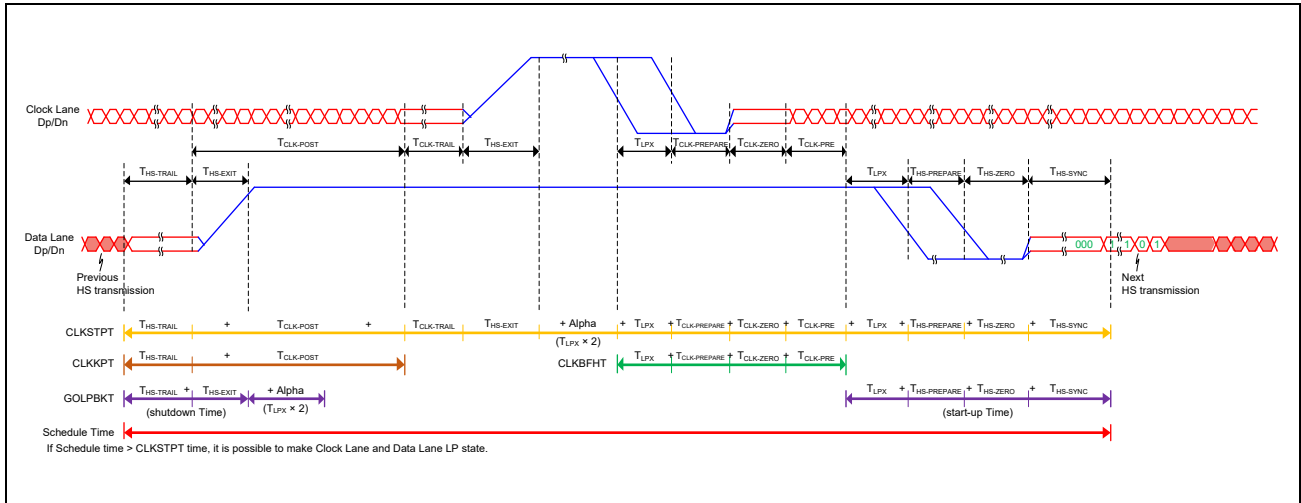 Clock Lane
Dp/Dn
TCLK-POST TCLK-TRAIL THS-EXIT TLPX TCLK-PREPARE TCLK-ZERO TCLK-PRE
THS-TRAIL THS-EXIT TLPX THS-PREPARE THS-ZERO THS-SYNC
Data Lane
Dp/Dn
000 1 1 0 1
Previous
HS transmission
Next
HS transmission
CLKSTPT THS-TRAIL + TCLK-POST + TCLK-TRAIL THS-EXIT + Alpha + TLPX + TCLK-PREPARE + TCLK-ZERO + TCLK-PRE + TLPX + THS-PREPARE + THS-ZERO + THS-SYNC
(TLPX × 2)
CLKKPT THS-TRAIL + TCLK-POST CLKBFHT TLPX + TCLK-PREPARE + TCLK-ZERO + TCLK-PRE
GOLPBKT THS-TRAIL + THS-EXIT + Alpha TLPX + THS-PREPARE + THS-ZERO + THS-SYNC
(shutdown Time) (TLPX × 2) (start-up Time)
Schedule Time
If Schedule time > CLKSTPT time, it is possible to make Clock Lane and Data Lane LP state.